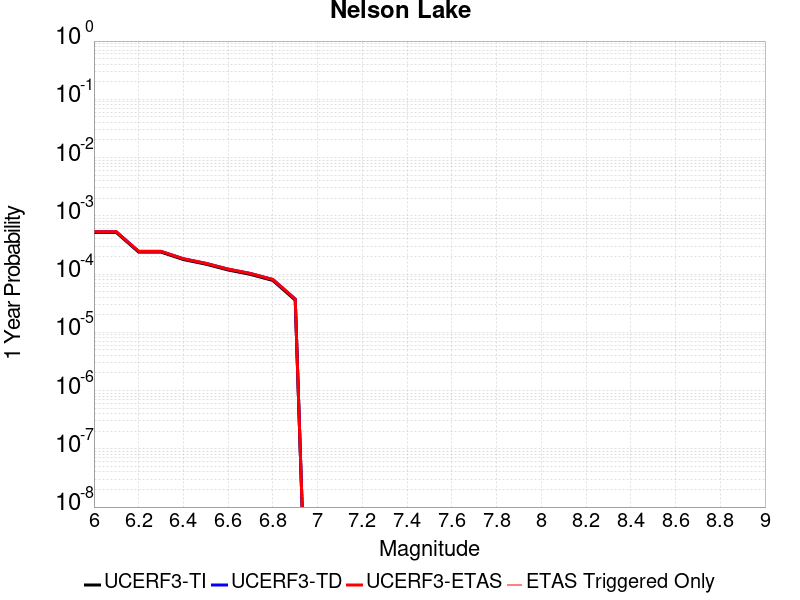 Nelson Lake
10^0
10^-1
10^-2
10^-3
10^-4
10^-5
10^-6
10^-7
10^-8
1 Year Probability
6 6.2 6.4 6.6 6.8 7 7.2 7.4 7.6 7.8 8 8.2 8.4 8.6 8.8 9
Magnitude
UCERF3-TI UCERF3-TD UCERF3-ETAS ETAS Triggered Only